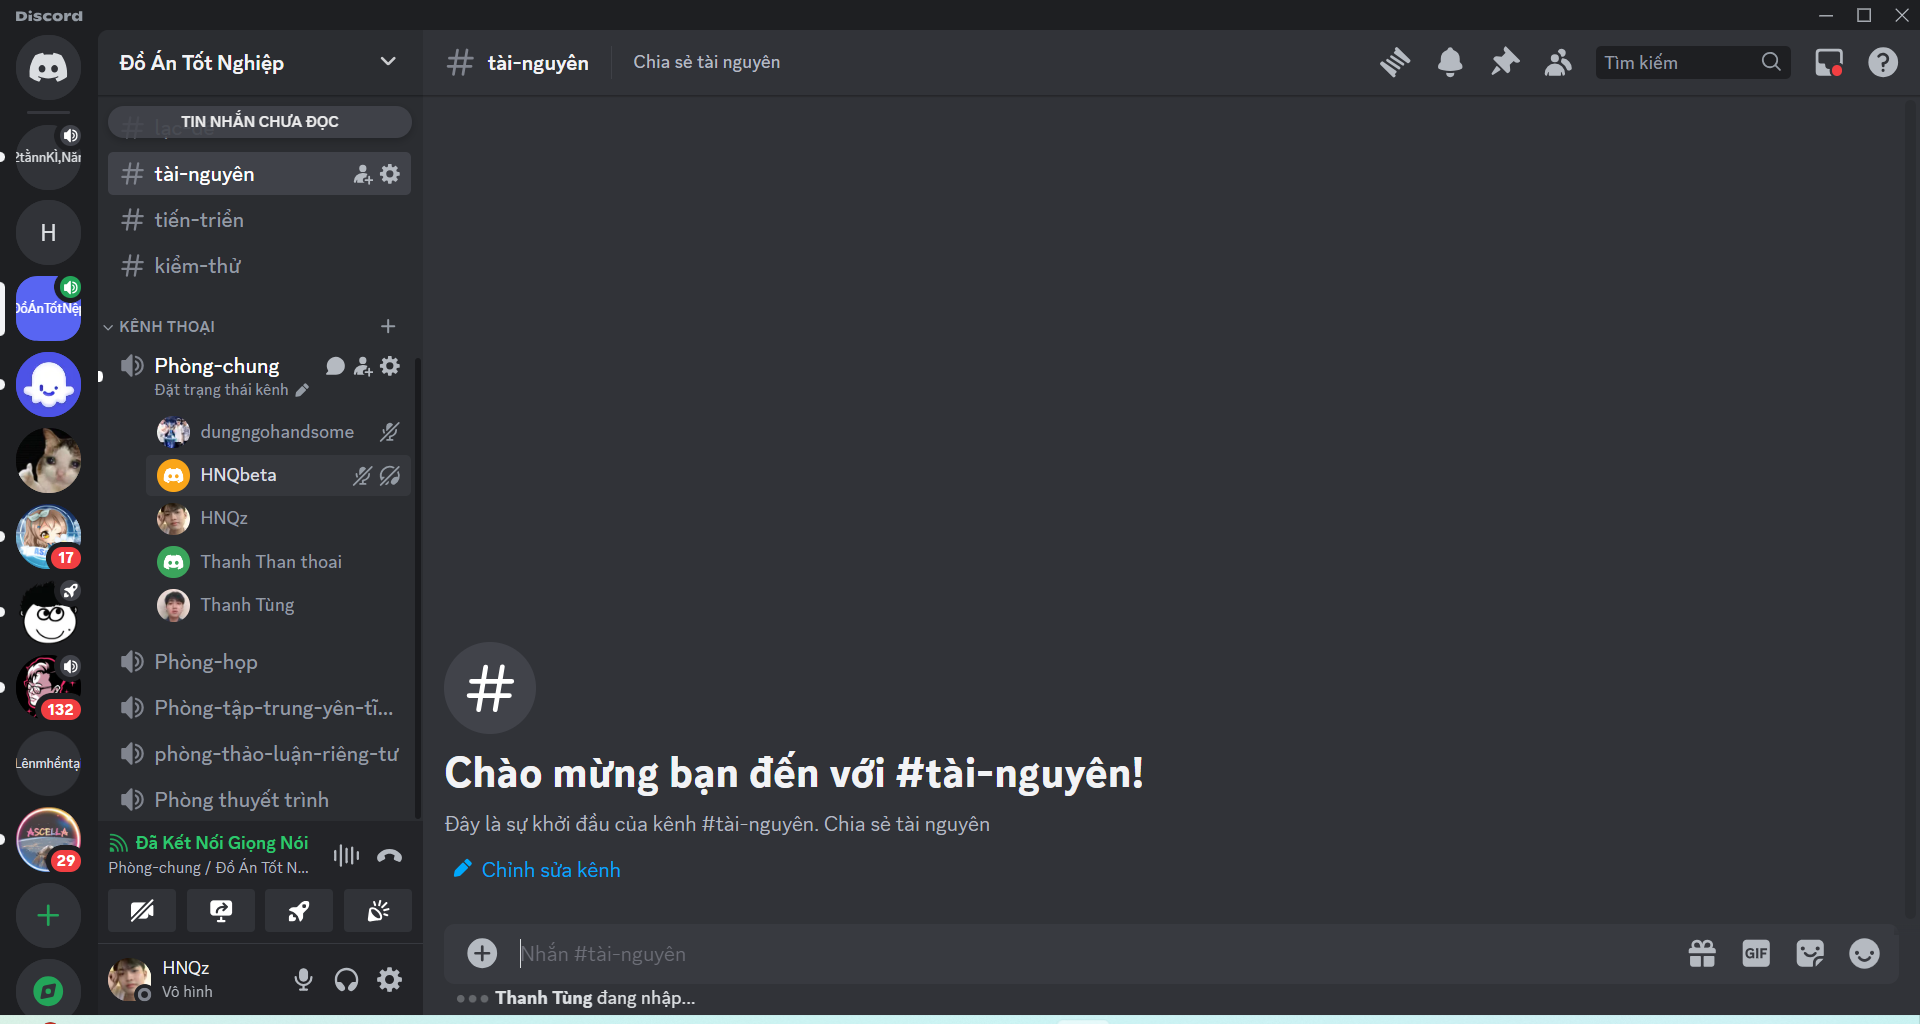 Discord
Đồ Án Tốt Nghiệp
tài-nguyên
Chia sẻ tài nguyên
Tìm kiếm
TIN NHẮN CHƯA ĐỌC
tài-nguyên
tiến-triển
kiểm-thử
KÊNH THOẠI
Phòng-chung
Đặt trạng thái kênh
dungngohandsome
HNQbeta
HNQz
Thanh Than thoai
Thanh Tùng
Phòng-họp
Phòng-tập-trung-yên-tĩ...
phòng-thảo-luận-riêng-tư
Phòng thuyết trình
Đã Kết Nối Giọng Nói
Phòng-chung / Đồ Án Tốt N...
HNQz
Vô hình
H
17
132
Lênmhểntạ
ASCELLA
29
Chào mừng bạn đến với #tài-nguyên!
Đây là sự khởi đầu của kênh #tài-nguyên. Chia sẻ tài nguyên
Chỉnh sửa kênh
Nhắn #tài-nguyên
GIF
Thanh Tùng đang nhập...